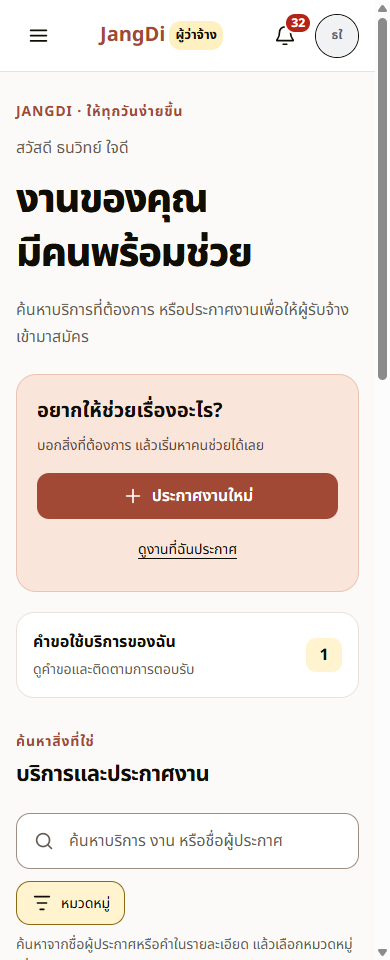 JangDi ผู้ว่าจ้าง 32 ธใ
JANGDI · ให้ทุกวันง่ายขึ้น
สวัสดี ธนวิทย์ ใจดี
งานของคุณ
มีคนพร้อมช่วย
ค้นหาบริการที่ต้องการ หรือประกาศงานเพื่อให้ผู้รับจ้าง
เข้ามาสมัคร
อยากให้ช่วยเรื่องอะไร?
บอกสิ่งที่ต้องการ แล้วเริ่มหาคนช่วยได้เลย
ประกาศงานใหม่
ดูงานที่ฉันประกาศ
คำขอใช้บริการของฉัน
ดูคำขอและติดตามการตอบรับ
1
ค้นหาสิ่งที่ใช่
บริการและประกาศงาน
ค้นหาบริการ งาน หรือชื่อผู้ประกาศ
หมวดหมู่
ค้นหาจากชื่อผู้ประกาศหรือคำในรายละเอียด แล้วเลือกหมวดหมู่